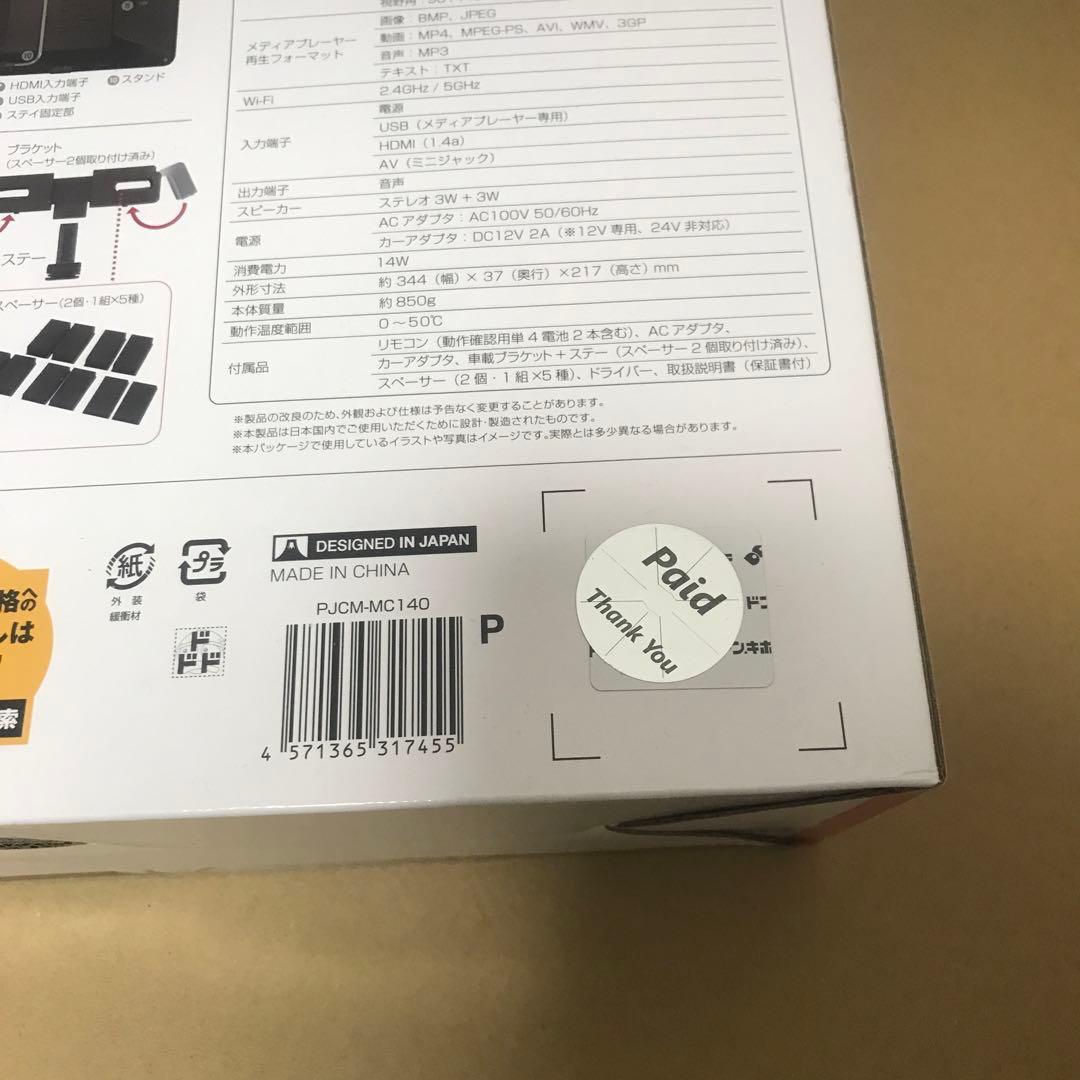 画像：BMP、JPEG
メディアプレーヤー
再生フォーマット
動画：MP4、MPEG-PS、AVI、WMV、3GP
音声：MP3
テキスト：TXT
Wi-Fi
2.4GHz / 5GHz
入力端子
電源
USB（メディアプレーヤー専用）
HDMI（1.4a）
AV（ミニジャック）
出力端子
音声
スピーカー
ステレオ 3W + 3W
電源
ACアダプタ：AC100V 50/60Hz
カーアダプタ：DC12V 2A（※12V専用、24V非対応）
消費電力
14W
外形寸法
約 344（幅）× 37（奥行）×217（高さ）mm
本体質量
約 850g
動作温度範囲
0～50℃
付属品
リモコン（動作確認用単4電池2本含む）、ACアダプタ、
カーアダプタ、車載ブラケット＋ステー（スペーサー2個取り付け済み）、
スペーサー（2個・1組×5種）、ドライバー、取扱説明書（保証書付）
※製品の改良のため、外観および仕様は予告なく変更することがあります。
※本製品は日本国内でご使用いただくために設計・製造されたものです。
※本パッケージで使用しているイラストや写真はイメージです。実際とは多少異なる場合があります。
HDMI入力端子 ⑩スタンド
USB入力端子
ステイ固定部
ブラケット
（スペーサー2個取り付け済み）
ステー
スペーサー（2個・1組×5種）
格への
しは
索
紙
外装
緩衝材
プラ
袋
ド
ドド
DESIGNED IN JAPAN
MADE IN CHINA
PJCM-MC140
P
4 571365 317455
Paid
Thank You
ド
ン.キホ